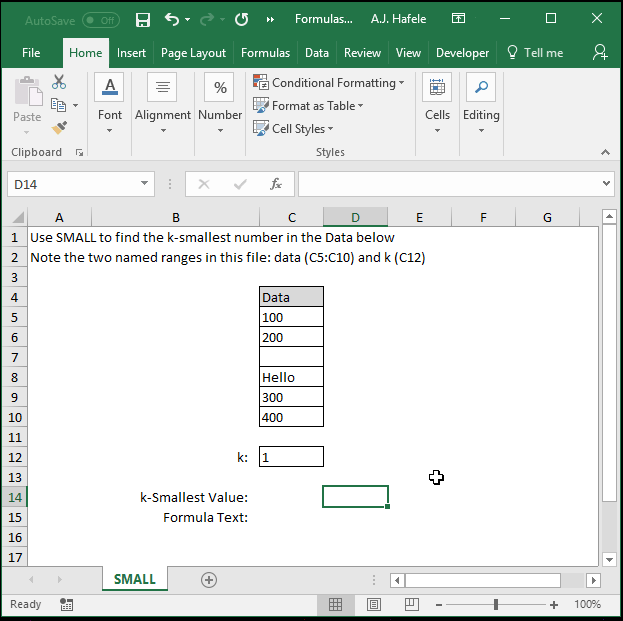 AutoSave Off Formulas... A.J. Hafele
File Home Insert Page Layout Formulas Data Review View Developer Tell me
Paste
Clipboard
A
Font
Alignment
%
Number
Conditional Formatting
Format as Table
Cell Styles
Styles
Cells
Editing
D14 fx
A B C D E F G
1 Use SMALL to find the k-smallest number in the Data below
2 Note the two named ranges in this file: data (C5:C10) and k (C12)
3
4 Data
5 100
6 200
7
8 Hello
9 300
10 400
11
12 k: 1
13
14 k-Smallest Value:
15 Formula Text:
16
17
SMALL
Ready 100%